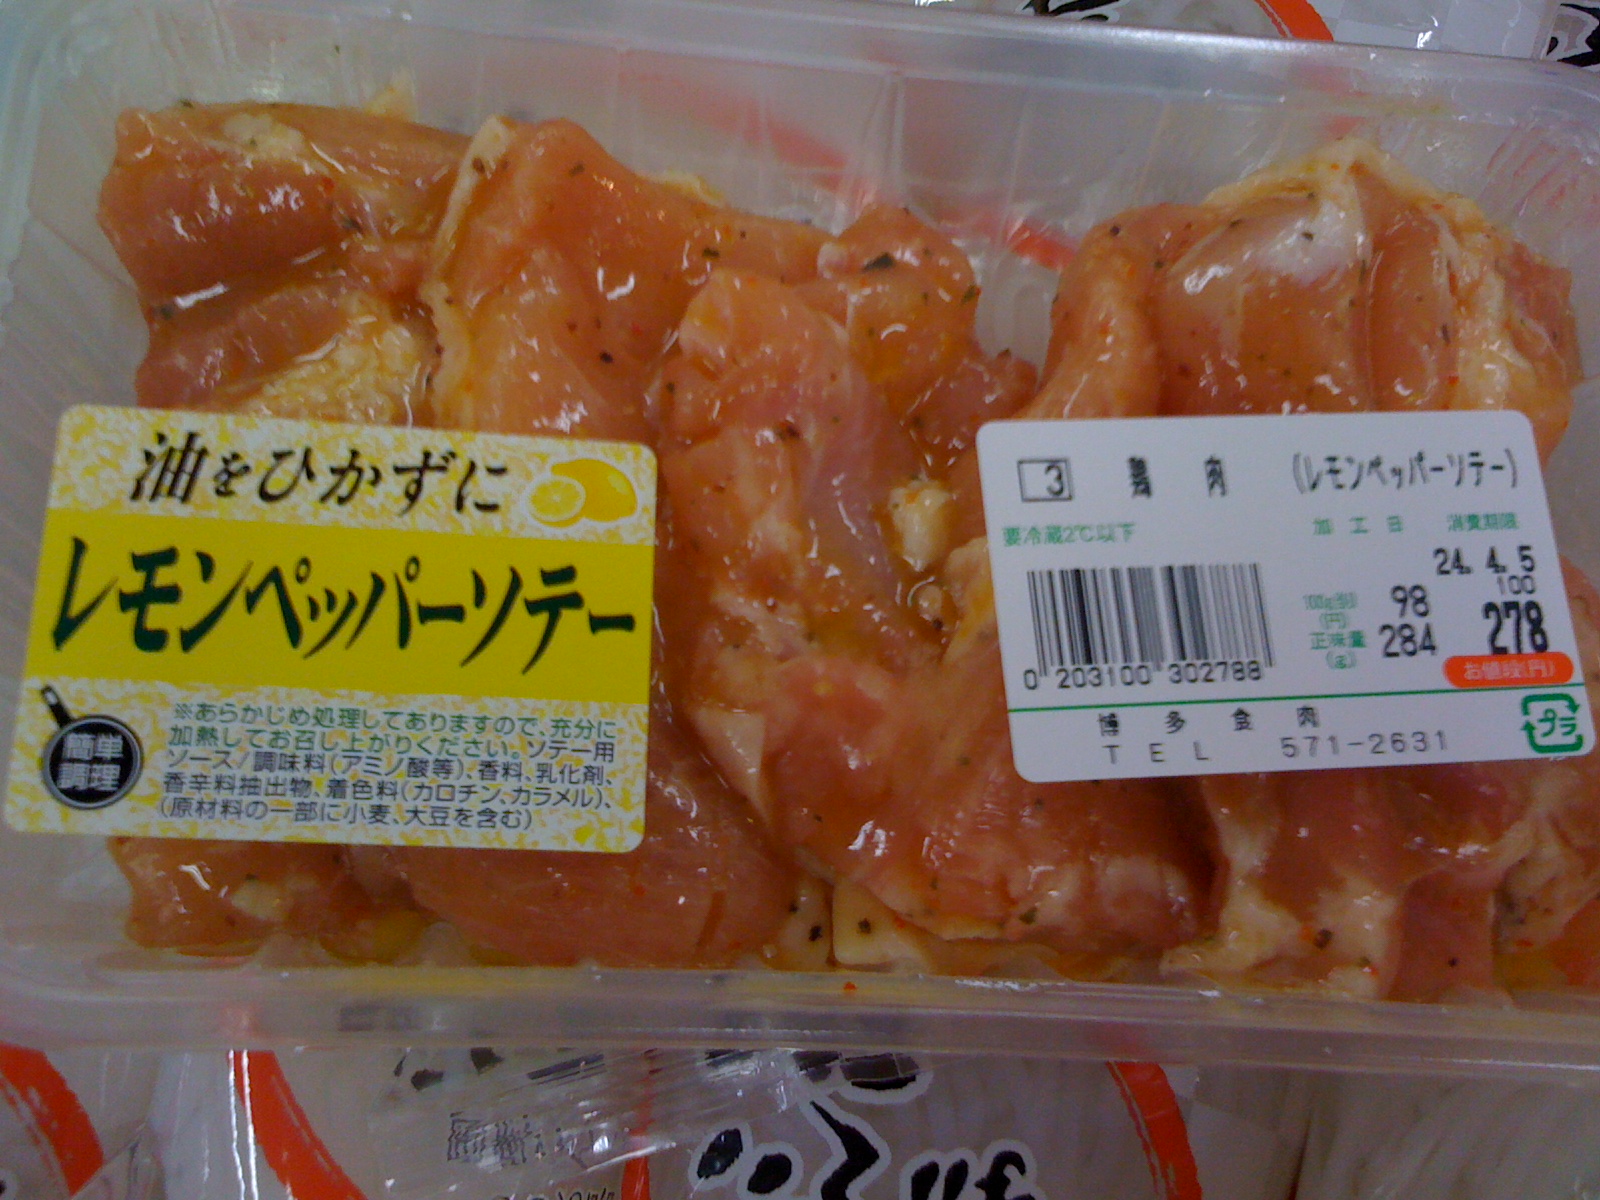 油をひかずに
レモンペッパーソテー
簡単
調理
※あらかじめ処理してありますので、充分に
加熱してお召し上がりください。ソテー用
ソース/調味料(アミノ酸等)、香料、乳化剤、
香辛料抽出物、着色料(カロチン、カラメル)、
(原材料の一部に小麦、大豆を含む)
3 鶏肉 (レモンペッパーソテー)
要冷蔵2℃以下
加工日 消費期限
24.4.5
100
100g当り(円) 98
278
正味量(g) 284
お値段(円)
0 203100 302788
博多食肉
TEL 571-2631
プラ